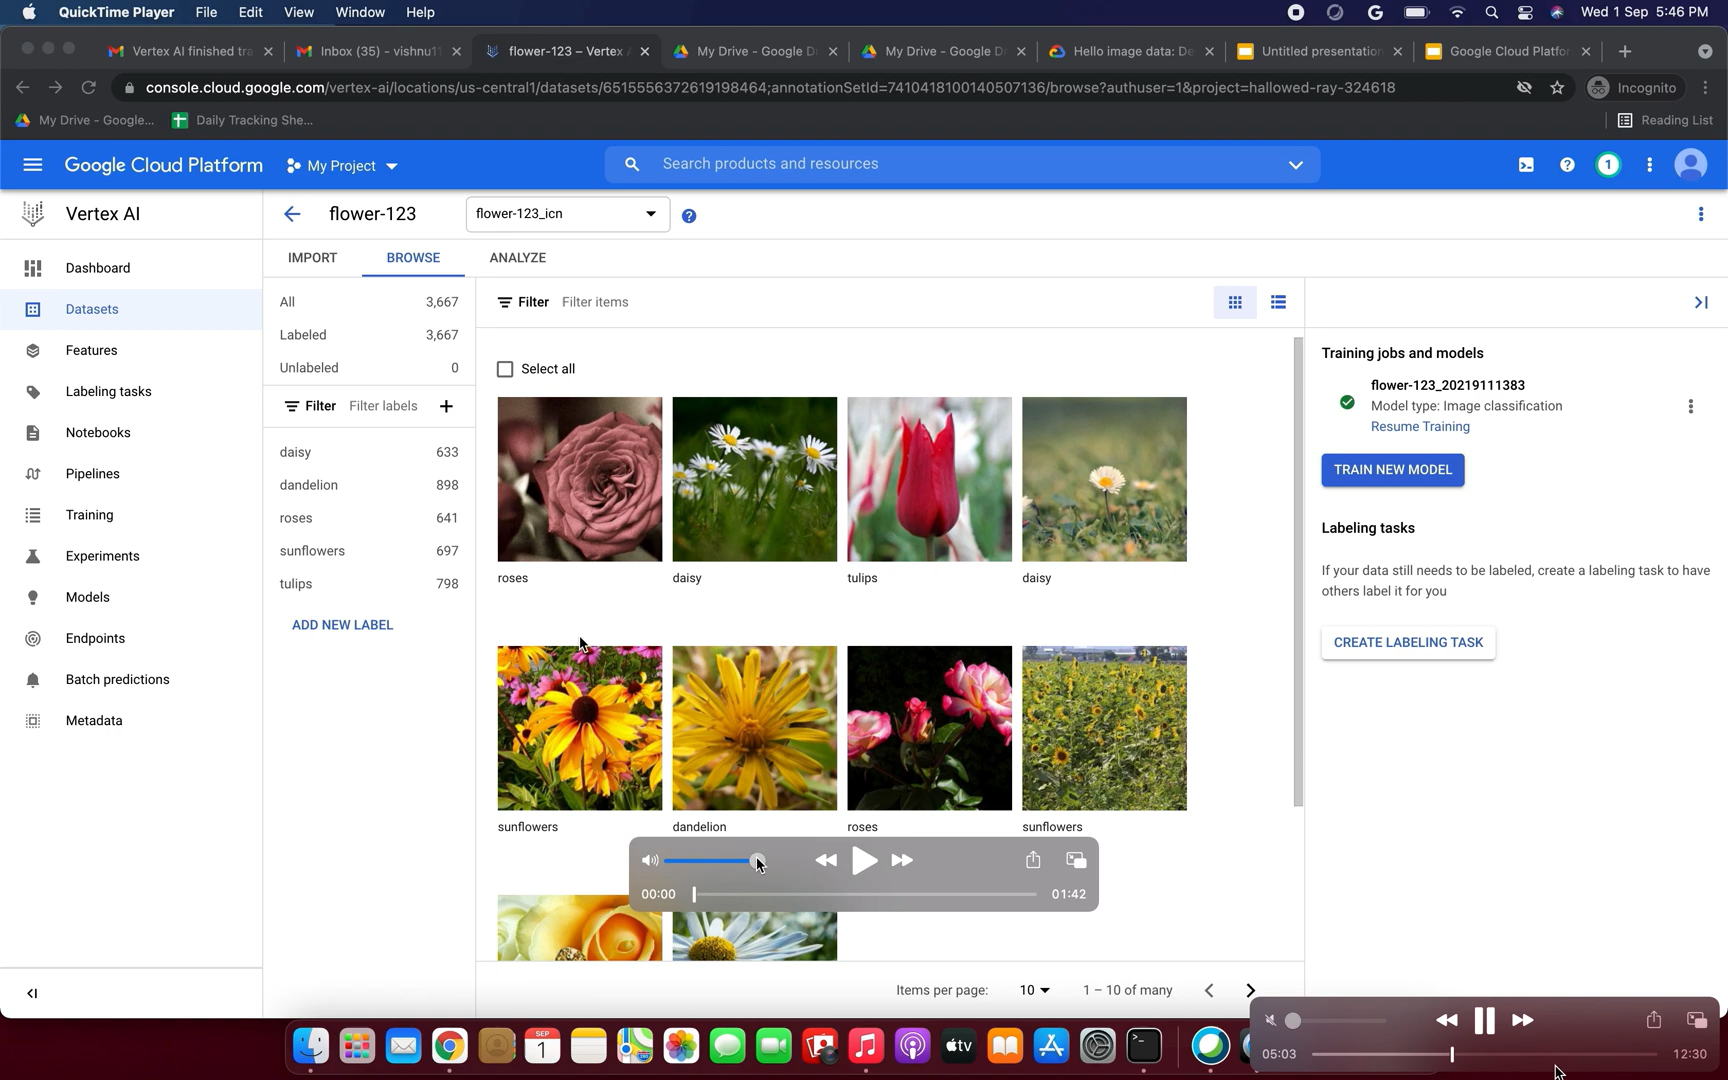 QuickTime Player File Edit View Window Help Wed 1 Sep 5:46 PM
Vertex AI finished tra Inbox (35) - vishnu1 flower-123 – Vertex A My Drive - Google D My Drive - Google D Hello image data: De Untitled presentation Google Cloud Platfor
console.cloud.google.com/vertex-ai/locations/us-central1/datasets/6515556372619198464;annotationSetId=7410418100140507136/browse?authuser=1&project=hallowed-ray-324618 Incognito
My Drive - Google... Daily Tracking She... Reading List
Google Cloud Platform My Project Search products and resources 1
Vertex AI flower-123 flower-123_icn
IMPORT BROWSE ANALYZE
Dashboard
Datasets
Features
Labeling tasks
Notebooks
Pipelines
Training
Experiments
Models
Endpoints
Batch predictions
Metadata
All 3,667
Labeled 3,667
Unlabeled 0
Filter Filter labels
daisy 633
dandelion 898
roses 641
sunflowers 697
tulips 798
ADD NEW LABEL
Filter Filter items
Select all
roses daisy tulips daisy
sunflowers dandelion roses sunflowers
00:00 01:42
Items per page: 10 1 – 10 of many
Training jobs and models
flower-123_20219111383
Model type: Image classification
Resume Training
TRAIN NEW MODEL
Labeling tasks
If your data still needs to be labeled, create a labeling task to have
others label it for you
CREATE LABELING TASK
SEP
1
tv
05:03 12:30